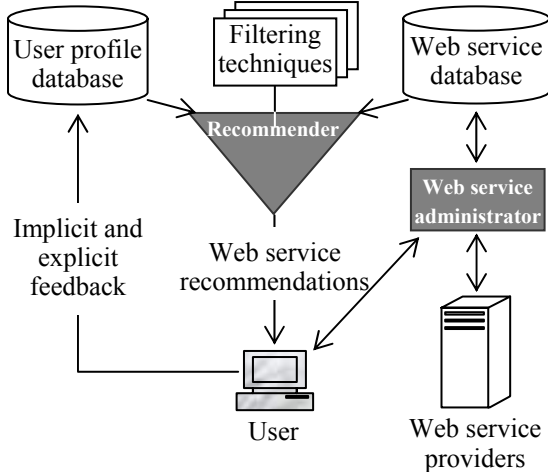 User profile
database
Filtering
techniques
Web service
database
Recommender
Web service
administrator
Implicit and
explicit
feedback
Web service
recommendations
User
Web service
providers